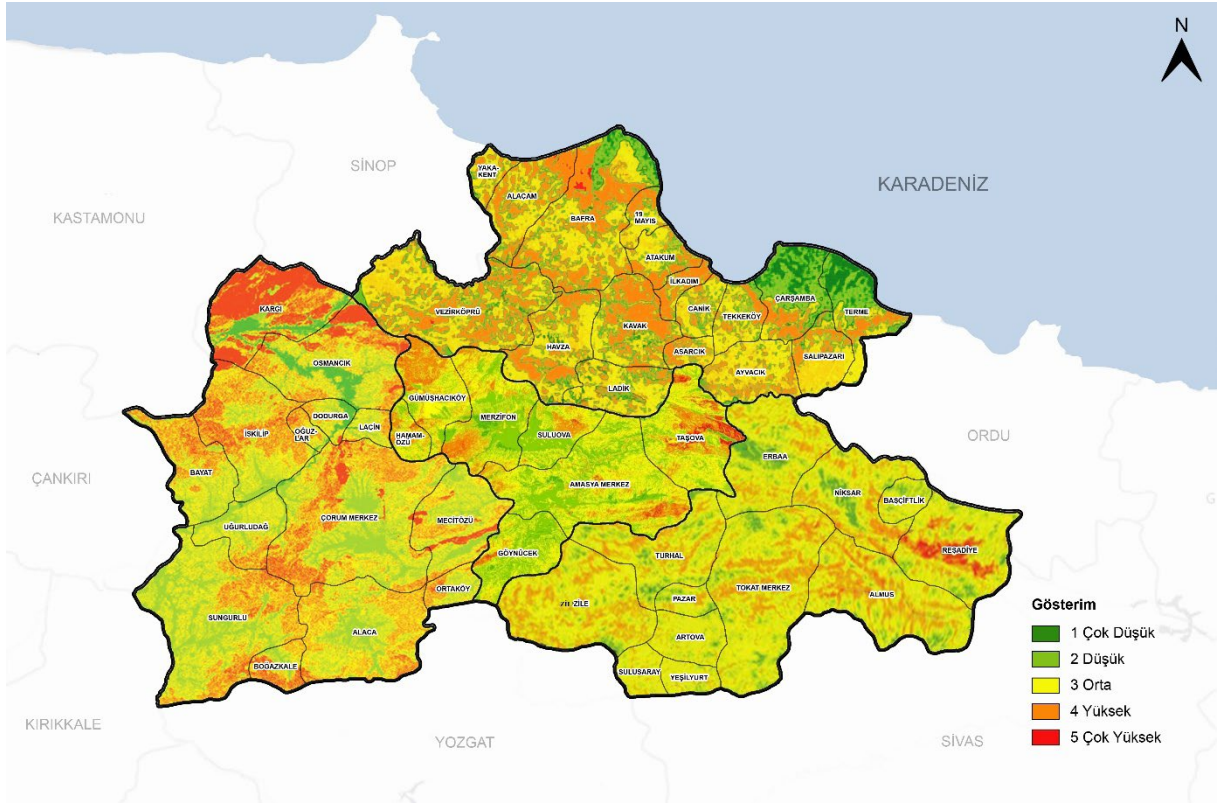 N
SİNOP
KARADENİZ
KASTAMONU
YAKA-
KENT
ALAÇAM
BAFRA
19
MAYIS
ATAKUM
İLKADIM
ÇARŞAMBA
CANİK
TEKKEKÖY
TERME
KARGI
VEZİRKÖPRÜ
KAVAK
HAVZA
ASARCIK
SALIPAZARI
OSMANCIK
AYVACIK
LADİK
GÜMÜŞHACIKÖY
MERZİFON
DODURGA
LAÇİN
İSKİLİP
OĞUZ-
LAR
HAMAM-
ÖZÜ
SULUOVA
TAŞOVA
ORDU
ERBAA
BAYAT
ÇANKIRI
AMASYA MERKEZ
NİKSAR
BAŞÇİFTLİK
UĞURLUDAĞ
ÇORUM MERKEZ
MECİTÖZÜ
GÖYNÜCEK
TURHAL
REŞADİYE
ORTAKÖY
TOKAT MERKEZ
ALMUS
ZİLE
PAZAR
SUNGURLU
ALACA
ARTOVA
BOĞAZKALE
SULUSARAY
YEŞİLYURT
Gösterim
1 Çok Düşük
2 Düşük
3 Orta
4 Yüksek
5 Çok Yüksek
KIRIKKALE
YOZGAT
SİVAS